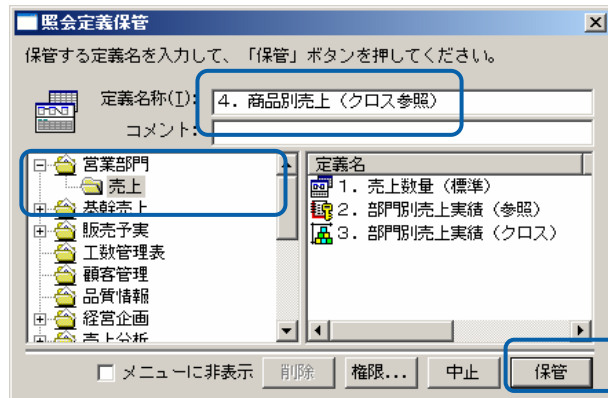 照会定義保管
保管する定義名を入力して、「保管」ボタンを押してください。
定義名称(I): 4. 商品別売上（クロス参照）
コメント:
営業部門
売上
基幹売上
販売予実
工数管理表
顧客管理
品質情報
経営企画
売上分析
定義名
1. 売上数量（標準）
2. 部門別売上実績（参照）
3. 部門別売上実績（クロス）
メニューに非表示 削除 権限... 中止 保管